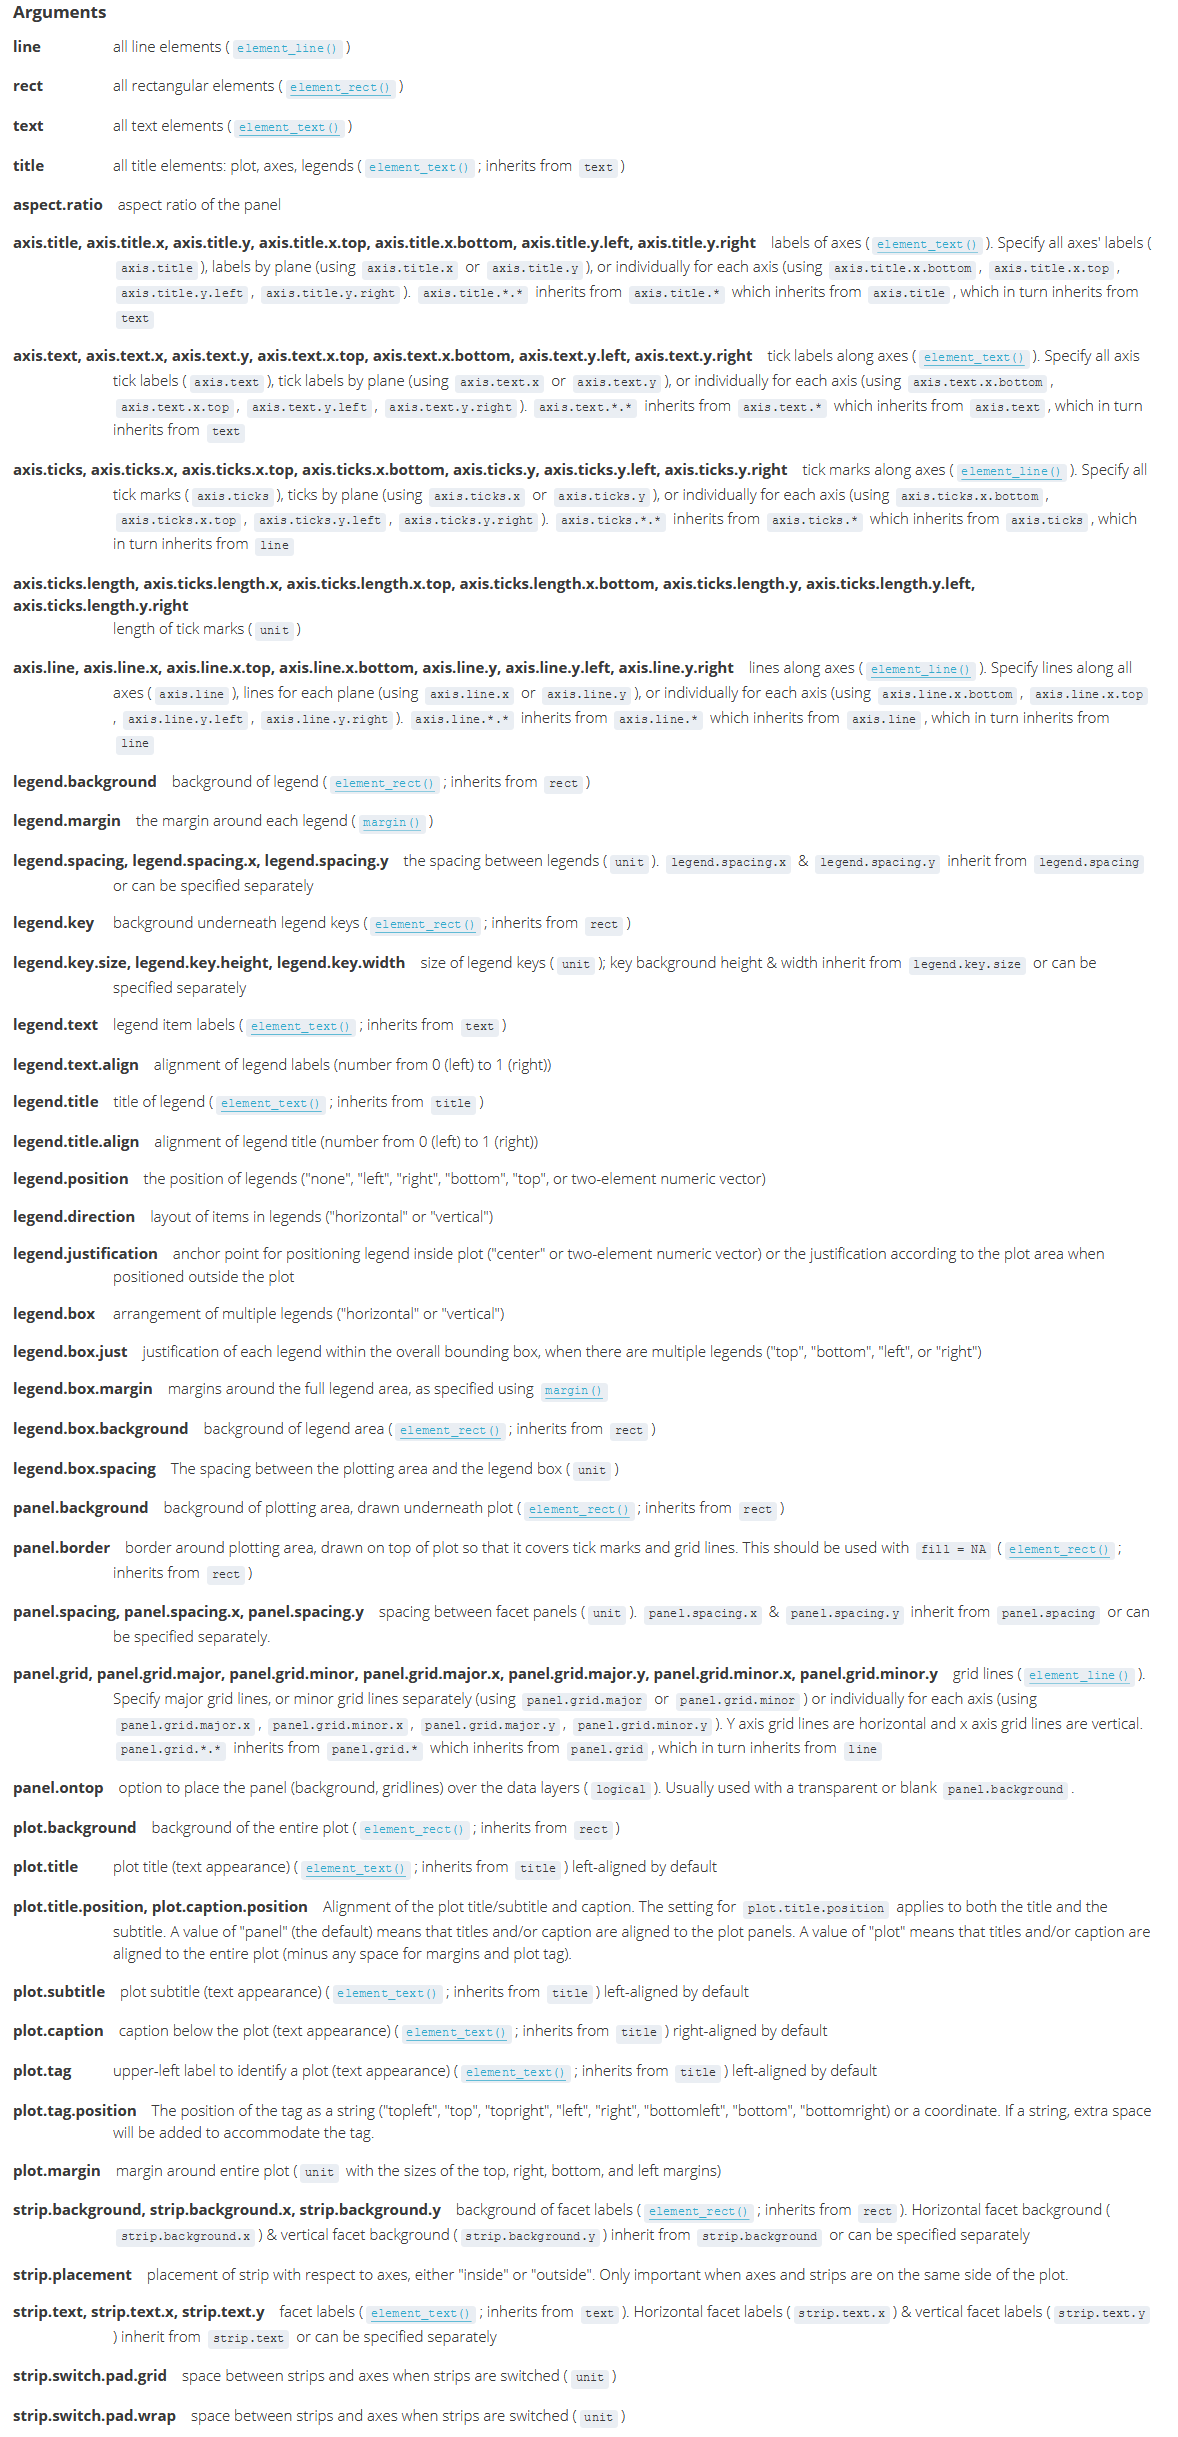 Arguments
line all line elements ( element_line() )
rect all rectangular elements ( element_rect() )
text all text elements ( element_text() )
title all title elements: plot, axes, legends ( element_text() ; inherits from text )
aspect.ratio aspect ratio of the panel
axis.title, axis.title.x, axis.title.y, axis.title.x.top, axis.title.x.bottom, axis.title.y.left, axis.title.y.right labels of axes ( element_text() ). Specify all axes' labels (
axis.title ), labels by plane (using axis.title.x or axis.title.y ), or individually for each axis (using axis.title.x.bottom , axis.title.x.top ,
axis.title.y.left , axis.title.y.right ). axis.title.*.* inherits from axis.title.* which inherits from axis.title , which in turn inherits from
text
axis.text, axis.text.x, axis.text.y, axis.text.x.top, axis.text.x.bottom, axis.text.y.left, axis.text.y.right tick labels along axes ( element_text() ). Specify all axis
tick labels ( axis.text ), tick labels by plane (using axis.text.x or axis.text.y ), or individually for each axis (using axis.text.x.bottom ,
axis.text.x.top , axis.text.y.left , axis.text.y.right ). axis.text.*.* inherits from axis.text.* which inherits from axis.text , which in turn
inherits from text
axis.ticks, axis.ticks.x, axis.ticks.x.top, axis.ticks.x.bottom, axis.ticks.y, axis.ticks.y.left, axis.ticks.y.right tick marks along axes ( element_line() ). Specify all
tick marks ( axis.ticks ), ticks by plane (using axis.ticks.x or axis.ticks.y ), or individually for each axis (using axis.ticks.x.bottom ,
axis.ticks.x.top , axis.ticks.y.left , axis.ticks.y.right ). axis.ticks.*.* inherits from axis.ticks.* which inherits from axis.ticks , which
in turn inherits from line
axis.ticks.length, axis.ticks.length.x, axis.ticks.length.x.top, axis.ticks.length.x.bottom, axis.ticks.length.y, axis.ticks.length.y.left,
axis.ticks.length.y.right
length of tick marks ( unit )
axis.line, axis.line.x, axis.line.x.top, axis.line.x.bottom, axis.line.y, axis.line.y.left, axis.line.y.right lines along axes ( element_line() ). Specify lines along all
axes ( axis.line ), lines for each plane (using axis.line.x or axis.line.y ), or individually for each axis (using axis.line.x.bottom , axis.line.x.top
, axis.line.y.left , axis.line.y.right ). axis.line.*.* inherits from axis.line.* which inherits from axis.line , which in turn inherits from
line
legend.background background of legend ( element_rect() ; inherits from rect )
legend.margin the margin around each legend ( margin() )
legend.spacing, legend.spacing.x, legend.spacing.y the spacing between legends ( unit ). legend.spacing.x & legend.spacing.y inherit from legend.spacing
or can be specified separately
legend.key background underneath legend keys ( element_rect() ; inherits from rect )
legend.key.size, legend.key.height, legend.key.width size of legend keys ( unit ); key background height & width inherit from legend.key.size or can be
specified separately
legend.text legend item labels ( element_text() ; inherits from text )
legend.text.align alignment of legend labels (number from 0 (left) to 1 (right))
legend.title title of legend ( element_text() ; inherits from title )
legend.title.align alignment of legend title (number from 0 (left) to 1 (right))
legend.position the position of legends ("none", "left", "right", "bottom", "top", or two-element numeric vector)
legend.direction layout of items in legends ("horizontal" or "vertical")
legend.justification anchor point for positioning legend inside plot ("center" or two-element numeric vector) or the justification according to the plot area when
positioned outside the plot
legend.box arrangement of multiple legends ("horizontal" or "vertical")
legend.box.just justification of each legend within the overall bounding box, when there are multiple legends ("top", "bottom", "left", or "right")
legend.box.margin margins around the full legend area, as specified using margin()
legend.box.background background of legend area ( element_rect() ; inherits from rect )
legend.box.spacing The spacing between the plotting area and the legend box ( unit )
panel.background background of plotting area, drawn underneath plot ( element_rect() ; inherits from rect )
panel.border border around plotting area, drawn on top of plot so that it covers tick marks and grid lines. This should be used with fill = NA ( element_rect() ;
inherits from rect )
panel.spacing, panel.spacing.x, panel.spacing.y spacing between facet panels ( unit ). panel.spacing.x & panel.spacing.y inherit from panel.spacing or can
be specified separately.
panel.grid, panel.grid.major, panel.grid.minor, panel.grid.major.x, panel.grid.major.y, panel.grid.minor.x, panel.grid.minor.y grid lines ( element_line() ).
Specify major grid lines, or minor grid lines separately (using panel.grid.major or panel.grid.minor ) or individually for each axis (using
panel.grid.major.x , panel.grid.minor.x , panel.grid.major.y , panel.grid.minor.y ). Y axis grid lines are horizontal and x axis grid lines are vertical.
panel.grid.*.* inherits from panel.grid.* which inherits from panel.grid , which in turn inherits from line
panel.ontop option to place the panel (background, gridlines) over the data layers ( logical ). Usually used with a transparent or blank panel.background .
plot.background background of the entire plot ( element_rect() ; inherits from rect )
plot.title plot title (text appearance) ( element_text() ; inherits from title ) left-aligned by default
plot.title.position, plot.caption.position Alignment of the plot title/subtitle and caption. The setting for plot.title.position applies to both the title and the
subtitle. A value of "panel" (the default) means that titles and/or caption are aligned to the plot panels. A value of "plot" means that titles and/or caption are
aligned to the entire plot (minus any space for margins and plot tag).
plot.subtitle plot subtitle (text appearance) ( element_text() ; inherits from title ) left-aligned by default
plot.caption caption below the plot (text appearance) ( element_text() ; inherits from title ) right-aligned by default
plot.tag upper-left label to identify a plot (text appearance) ( element_text() ; inherits from title ) left-aligned by default
plot.tag.position The position of the tag as a string ("topleft", "top", "topright", "left", "right", "bottomleft", "bottom", "bottomright) or a coordinate. If a string, extra space
will be added to accommodate the tag.
plot.margin margin around entire plot ( unit with the sizes of the top, right, bottom, and left margins)
strip.background, strip.background.x, strip.background.y background of facet labels ( element_rect() ; inherits from rect ). Horizontal facet background (
strip.background.x ) & vertical facet background ( strip.background.y ) inherit from strip.background or can be specified separately
strip.placement placement of strip with respect to axes, either "inside" or "outside". Only important when axes and strips are on the same side of the plot.
strip.text, strip.text.x, strip.text.y facet labels ( element_text() ; inherits from text ). Horizontal facet labels ( strip.text.x ) & vertical facet labels ( strip.text.y
) inherit from strip.text or can be specified separately
strip.switch.pad.grid space between strips and axes when strips are switched ( unit )
strip.switch.pad.wrap space between strips and axes when strips are switched ( unit )